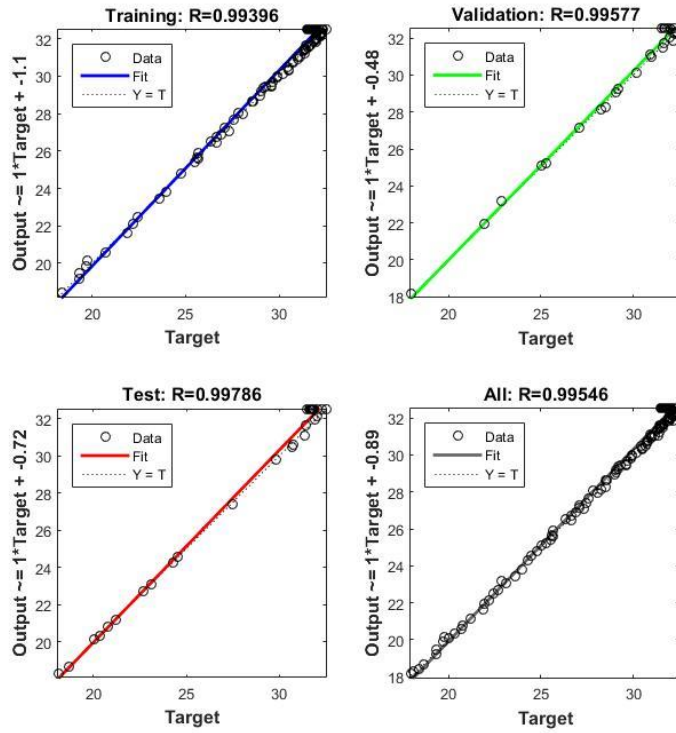 Training: R=0.99396
Output ~= 1*Target + -1.1
32
30
28
26
24
22
20
Data
Fit
Y = T
20
25
30
Target
Validation: R=0.99577
Output ~= 1*Target + -0.48
32
30
28
26
24
22
20
18
Data
Fit
Y = T
20
25
30
Target
Test: R=0.99786
Output ~= 1*Target + -0.72
32
30
28
26
24
22
20
18
Data
Fit
Y = T
20
25
30
Target
All: R=0.99546
Output ~= 1*Target + -0.89
32
30
28
26
24
22
20
18
Data
Fit
Y = T
20
25
30
Target